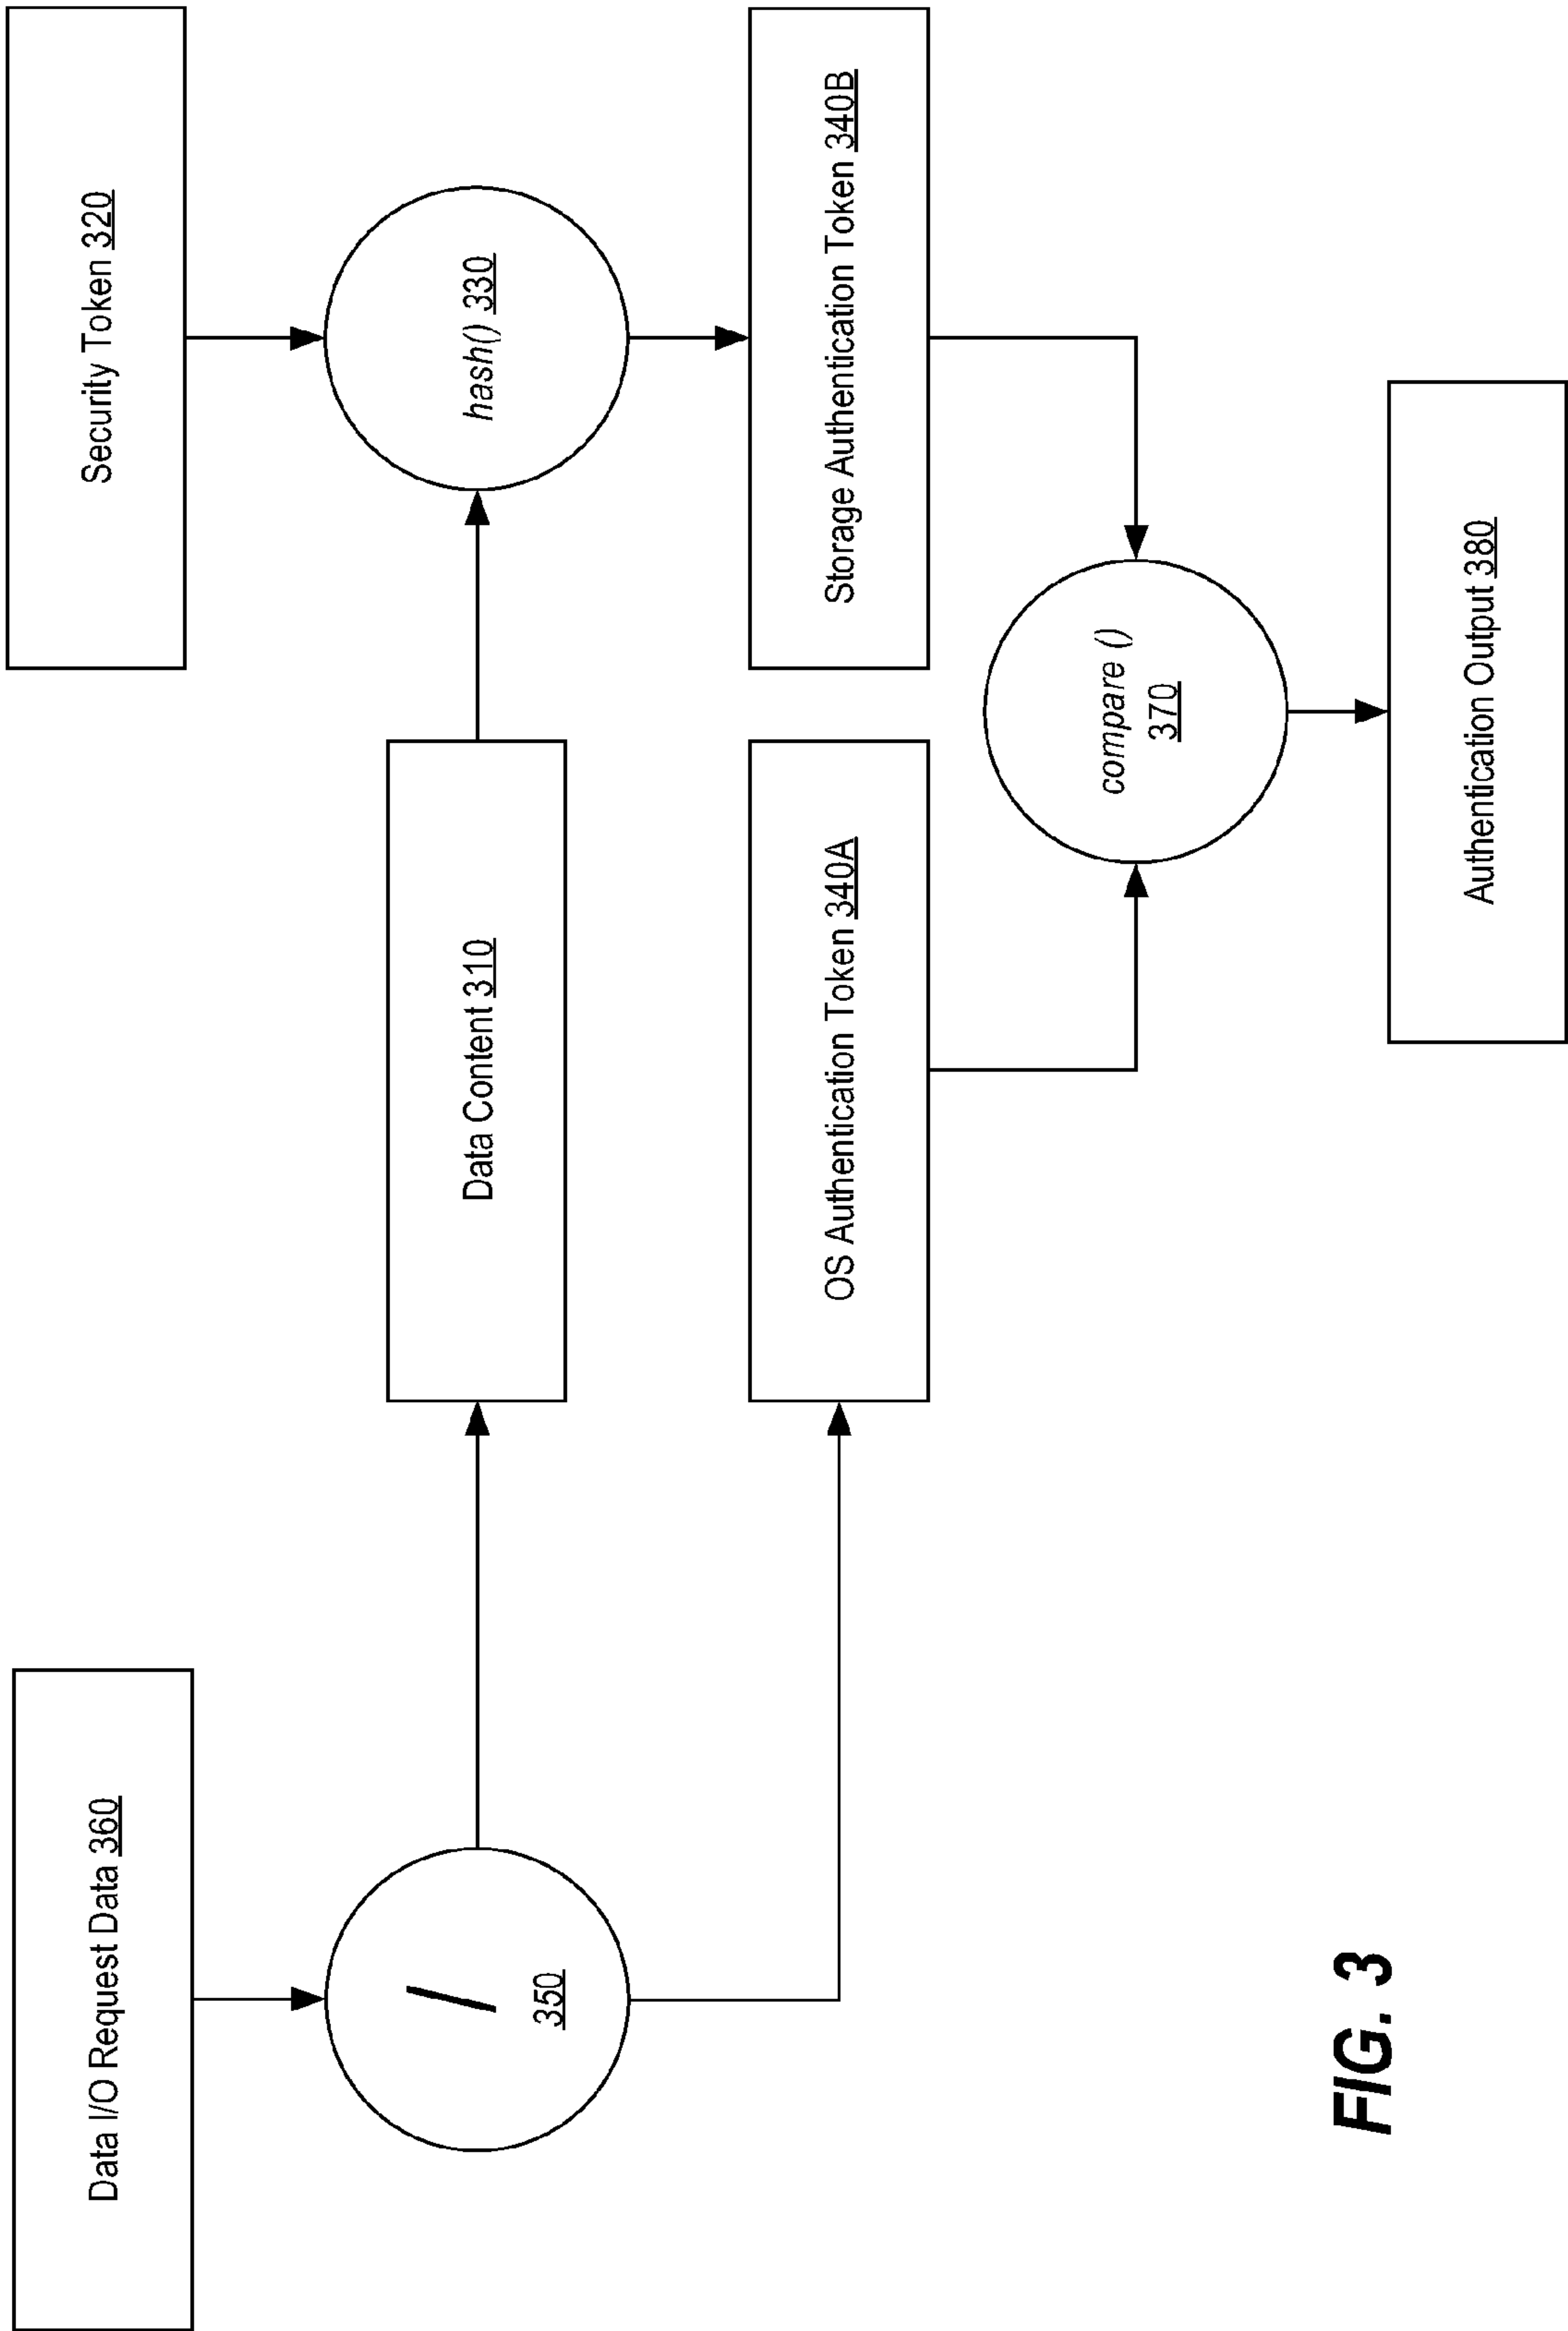 Data I/O Request Data 360
Security Token 320
/
350
Data Content 310
hash() 330
OS Authentication Token 340A
Storage Authentication Token 340B
compare ()
370
Authentication Output 380
FIG. 3